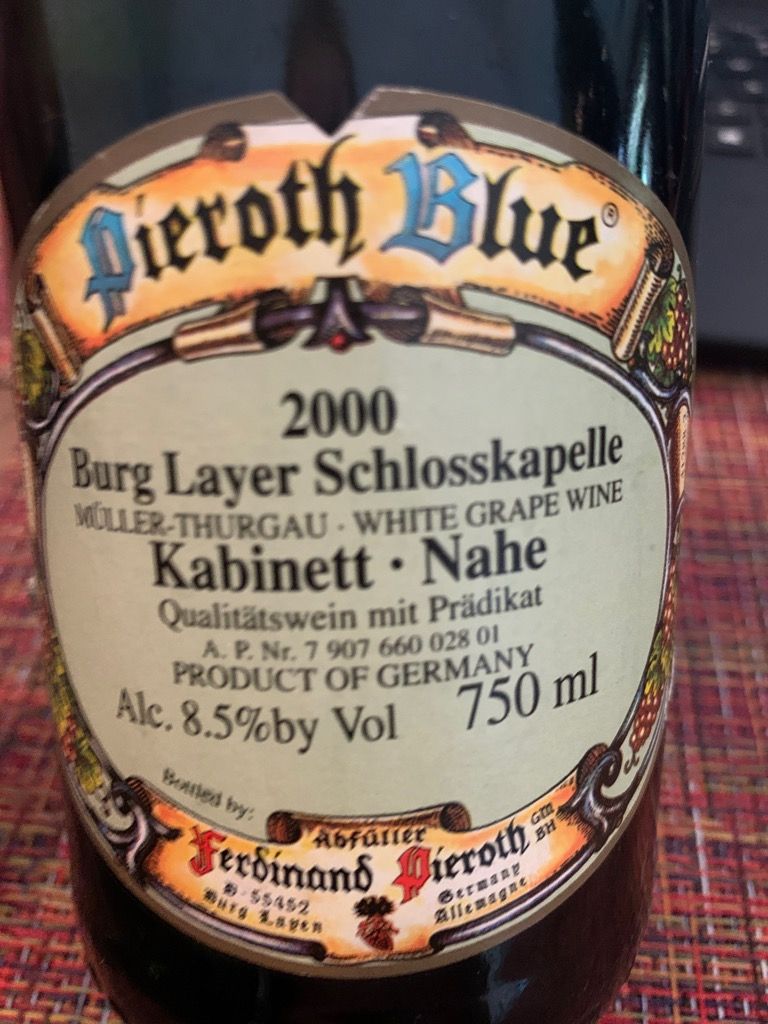 Pieroth Blue®
2000
Burg Layer Schlosskapelle
MÜLLER-THURGAU · WHITE GRAPE WINE
Kabinett · Nahe
Qualitätswein mit Prädikat
A. P. Nr. 7 907 660 028 01
PRODUCT OF GERMANY
Alc. 8.5%by Vol 750 ml
Bottled by:
Abfüller
Ferdinand Pieroth GM BH
D-55452 Germany
Burg Layen Allemagne